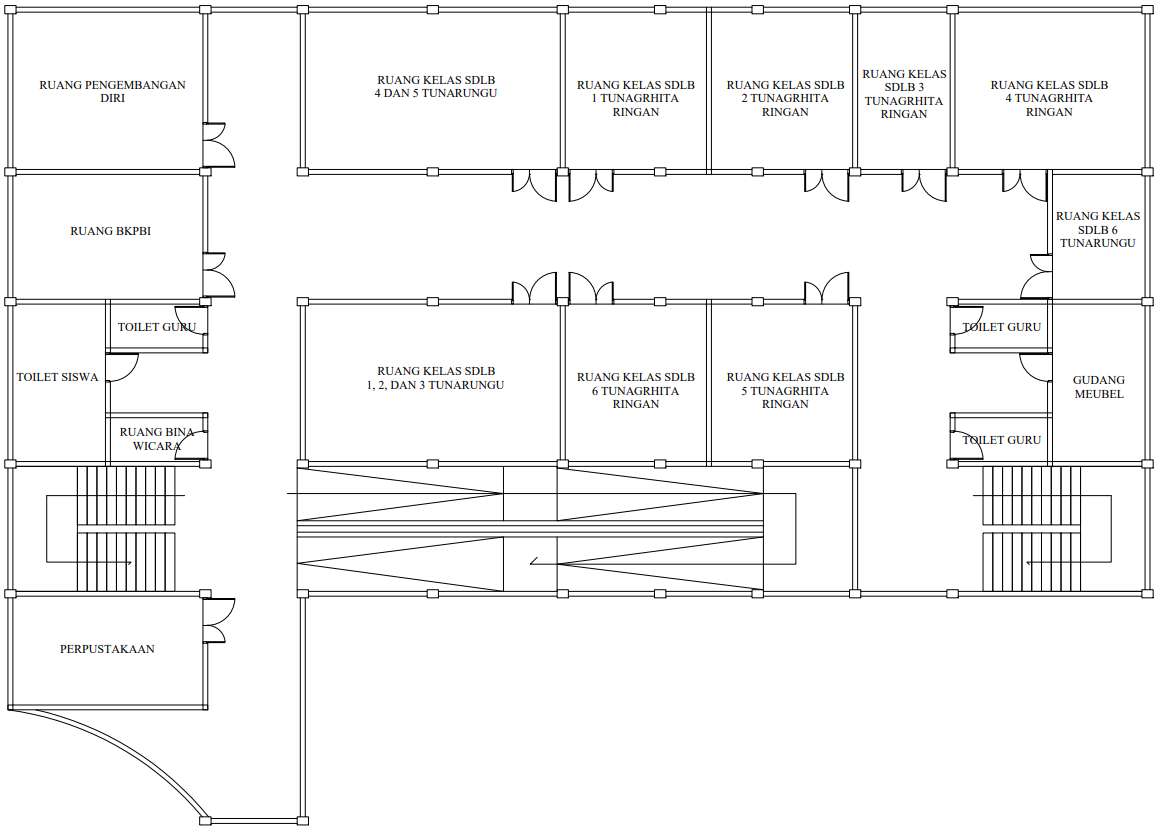 RUANG PENGEMBANGAN
DIRI
RUANG KELAS SDLB
4 DAN 5 TUNARUNGU
RUANG KELAS SDLB
1 TUNAGRHITA
RINGAN
RUANG KELAS SDLB
2 TUNAGRHITA
RINGAN
RUANG KELAS
SDLB 3
TUNAGRHITA
RINGAN
RUANG KELAS SDLB
4 TUNAGRHITA
RINGAN
RUANG BKPBI
RUANG KELAS
SDLB 6
TUNARUNGU
TOILET GURU
TOILET SISWA
RUANG BINA
WICARA
RUANG KELAS SDLB
1, 2, DAN 3 TUNARUNGU
RUANG KELAS SDLB
6 TUNAGRHITA
RINGAN
RUANG KELAS SDLB
5 TUNAGRHITA
RINGAN
TOILET GURU
GUDANG
MEUBEL
TOILET GURU
PERPUSTAKAAN